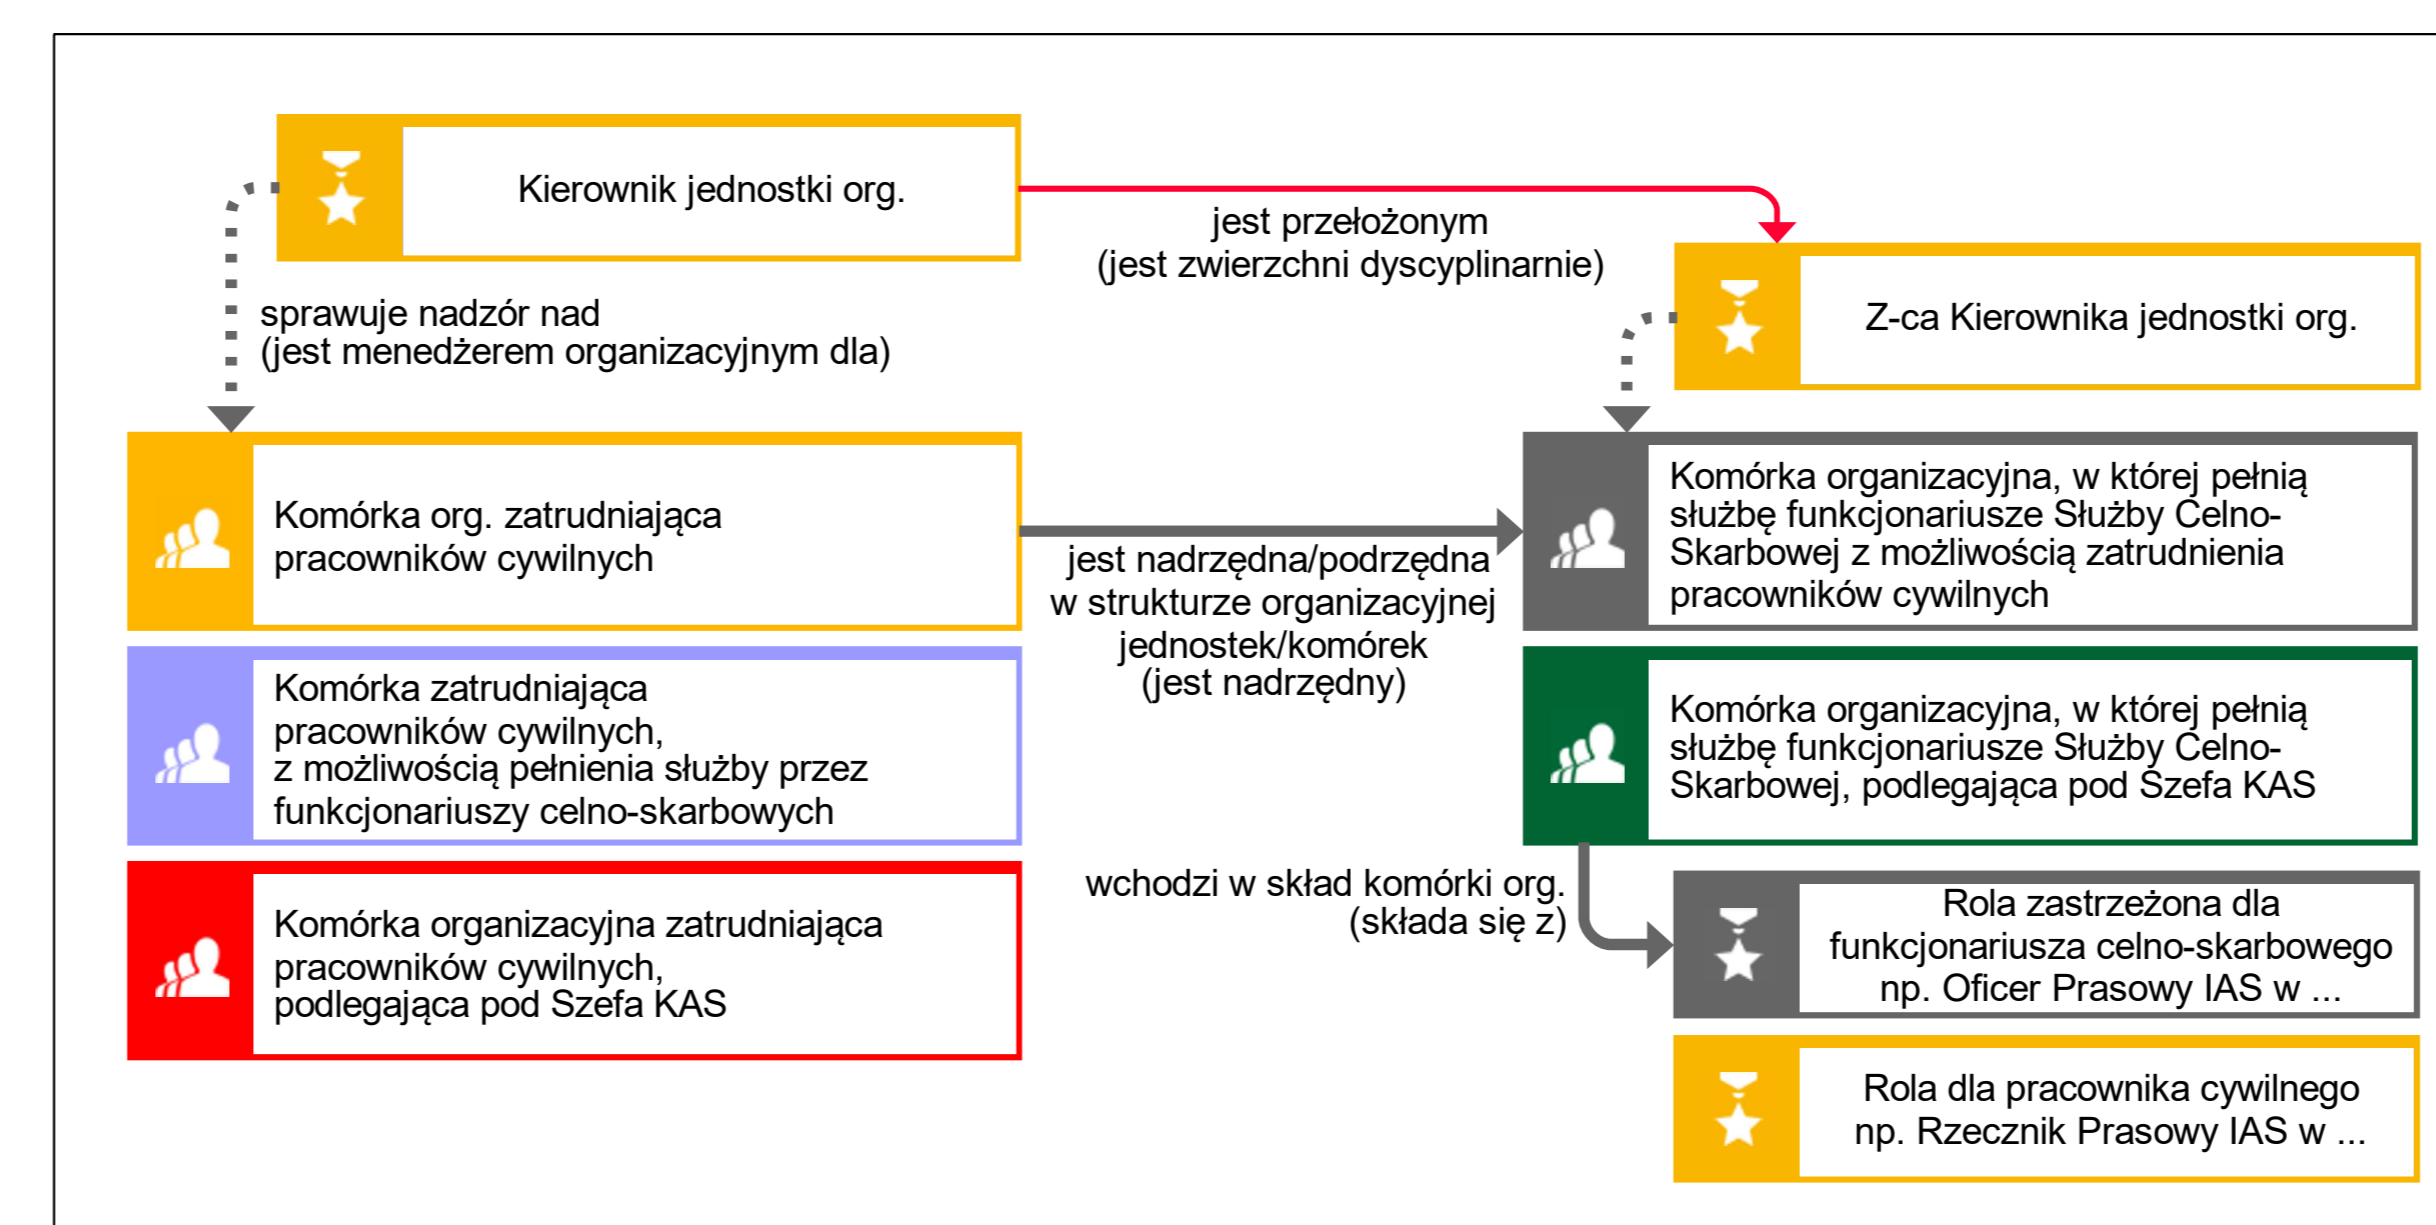 Kierownik jednostki org.
jest przełożonym
(jest zwierzchni dyscyplinarnie)
Z-ca Kierownika jednostki org.
sprawuje nadzór nad
(jest menedżerem organizacyjnym dla)
Komórka org. zatrudniająca
pracowników cywilnych
jest nadrzędna/podrzędna
w strukturze organizacyjnej
jednostek/komórek
(jest nadrzędny)
Komórka organizacyjna, w której pełnią
służbę funkcjonariusze Służby Celno-
Skarbowej z możliwością zatrudnienia
pracowników cywilnych
Komórka zatrudniająca
pracowników cywilnych,
z możliwością pełnienia służby przez
funkcjonariuszy celno-skarbowych
Komórka organizacyjna, w której pełnią
służbę funkcjonariusze Służby Celno-
Skarbowej, podlegająca pod Szefa KAS
Komórka organizacyjna zatrudniająca
pracowników cywilnych,
podlegająca pod Szefa KAS
wchodzi w skład komórki org.
(składa się z)
Rola zastrzeżona dla
funkcjonariusza celno-skarbowego
np. Oficer Prasowy IAS w ...
Rola dla pracownika cywilnego
np. Rzecznik Prasowy IAS w ...